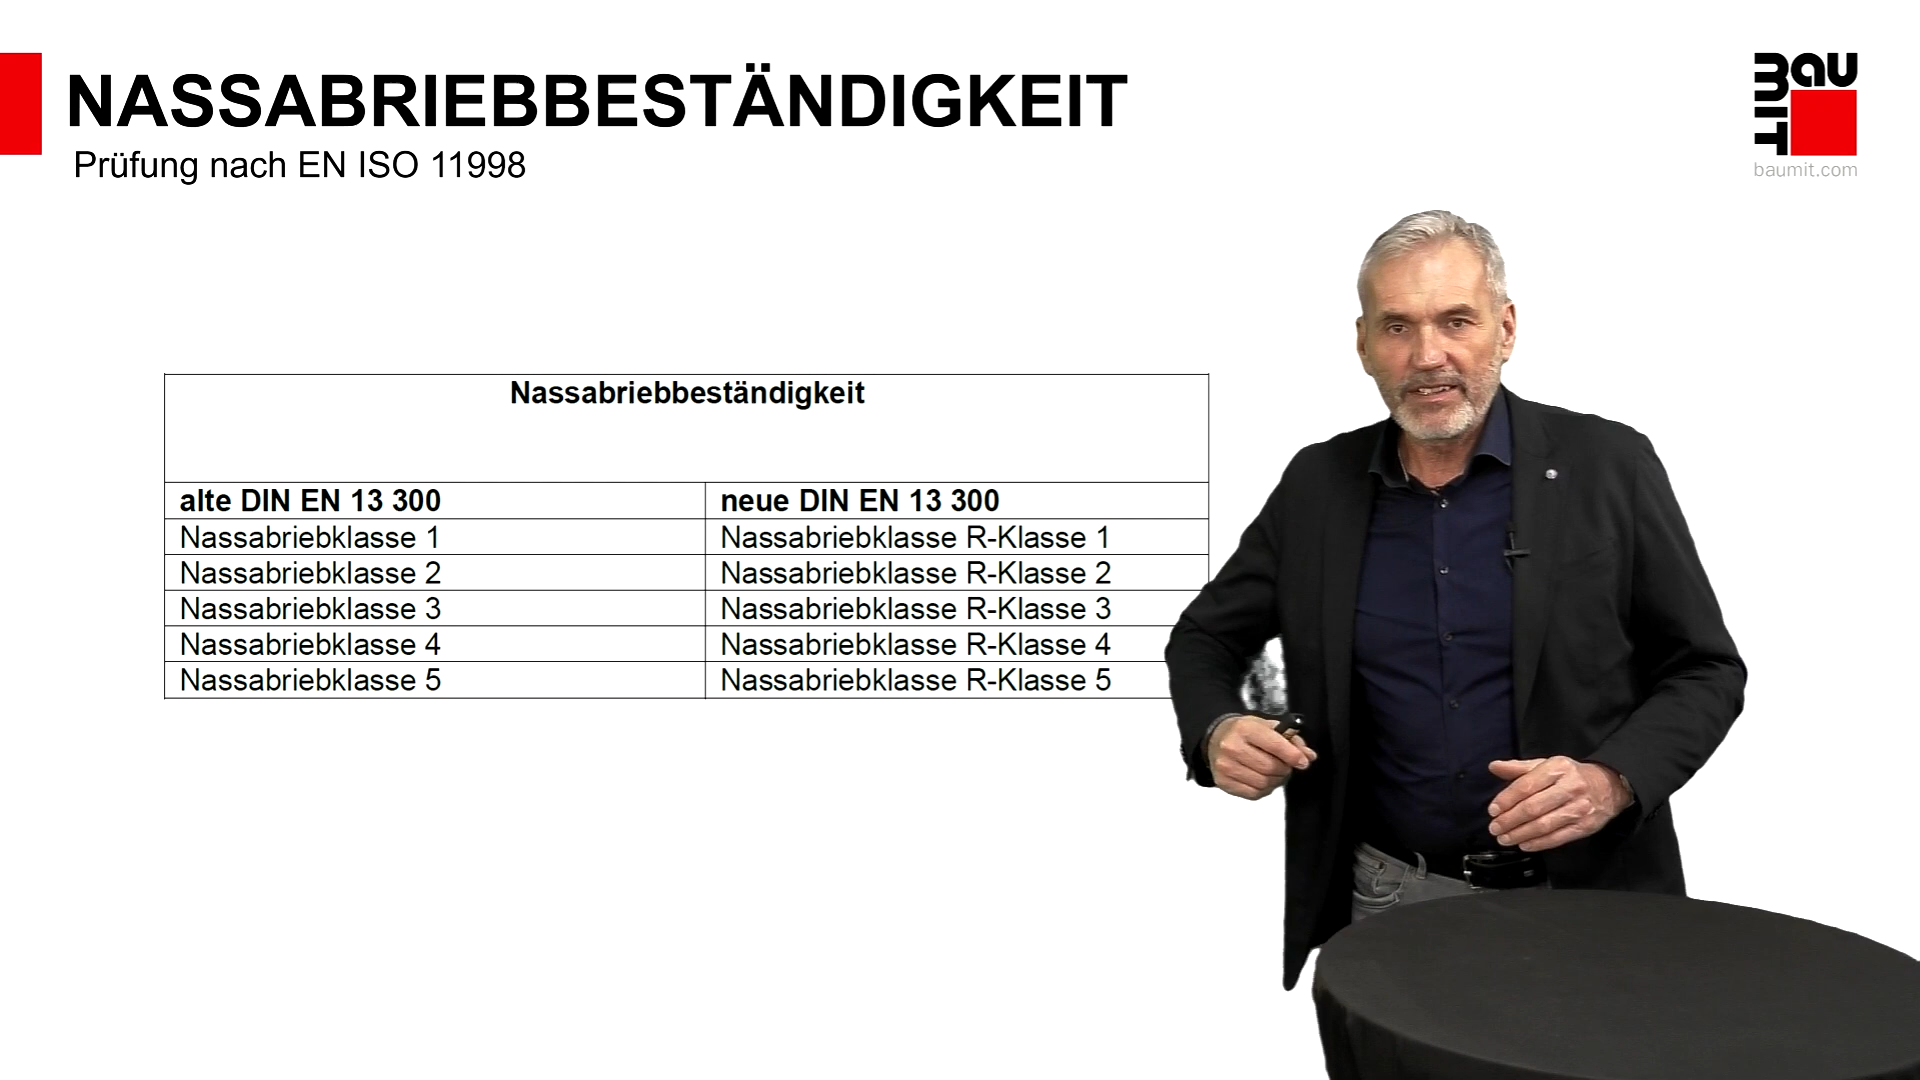 NASSABRIEBBESTÄNDIGKEIT
Prüfung nach EN ISO 11998
bauMIT
baumit.com
Nassabriebbeständigkeit
alte DIN EN 13 300 neue DIN EN 13 300
Nassabriebklasse 1 Nassabriebklasse R-Klasse 1
Nassabriebklasse 2 Nassabriebklasse R-Klasse 2
Nassabriebklasse 3 Nassabriebklasse R-Klasse 3
Nassabriebklasse 4 Nassabriebklasse R-Klasse 4
Nassabriebklasse 5 Nassabriebklasse R-Klasse 5